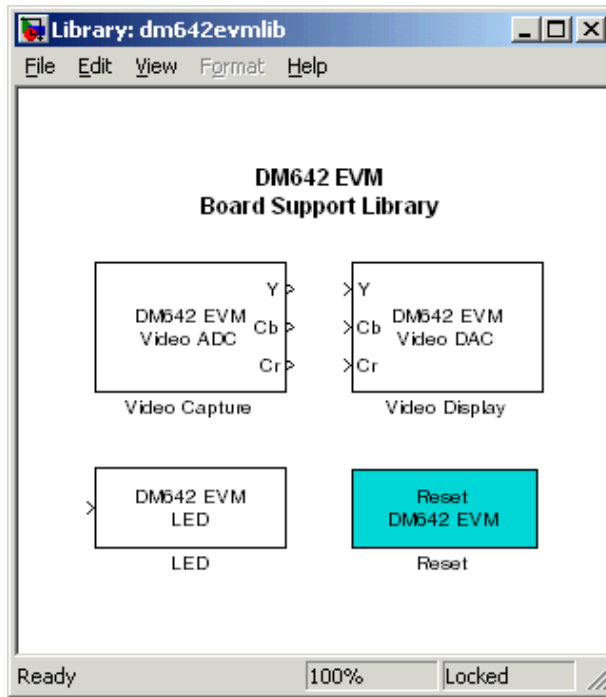 Library: dm642evmlib
File Edit View Format Help
DM642 EVM
Board Support Library
DM642 EVM
Video ADC
Y
Cb
Cr
Video Capture
Y
Cb
Cr
DM642 EVM
Video DAC
Video Display
DM642 EVM
LED
LED
Reset
DM642 EVM
Reset
Ready 100% Locked